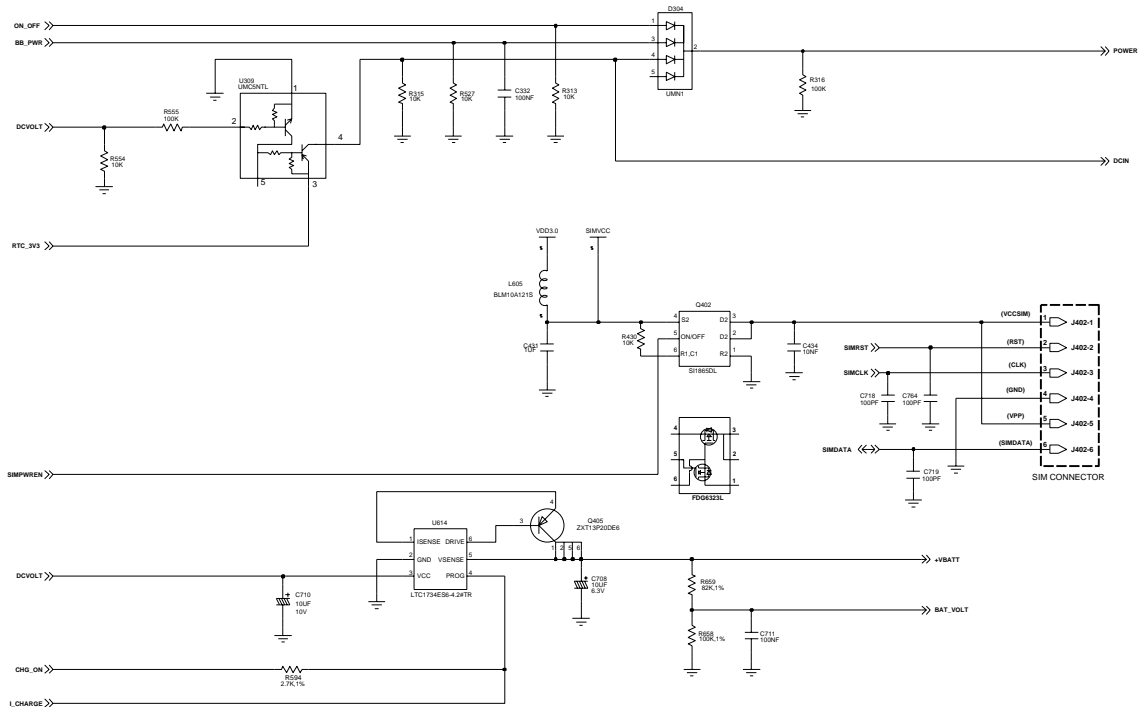 D304
ON_OFF
1
BB_PWR
3
2
POWER
4
5
UMN1
U309
UMC5NTL
1
R315
10K
R527
10K
C332
100NF
R313
10K
R316
100K
R555
100K
DCVOLT
2
4
R554
10K
5
3
DCIN
RTC_3V3
VDD3.0
SIMVCC
L605
BLM10A121S
Q402
4 S2 D2 3
5 ON/OFF D2 2
6 R1,C1 R2 1
SI1865DL
R430
10K
C431
1UF
C434
10NF
(VCCSIM)
1 J402-1
SIMRST
(RST)
2 J402-2
SIMCLK
(CLK)
3 J402-3
C718
100PF
C764
100PF
(GND)
4 J402-4
(VPP)
5 J402-5
SIMDATA
(SIMDATA)
6 J402-6
C719
100PF
SIM CONNECTOR
4 3
5 2
6 1
FDG6323L
SIMPWREN
U614
1 ISENSE DRIVE 6
2 GND VSENSE 5
3 VCC PROG 4
LTC1734ES6-4.2#TR
4
3
Q405
ZXT13P20DE6
1 2 5 6
+VBATT
DCVOLT
C710
10UF
10V
C708
10UF
6.3V
R659
82K,1%
BAT_VOLT
R658
100K,1%
C711
100NF
CHG_ON
R594
2.7K,1%
I_CHARGE